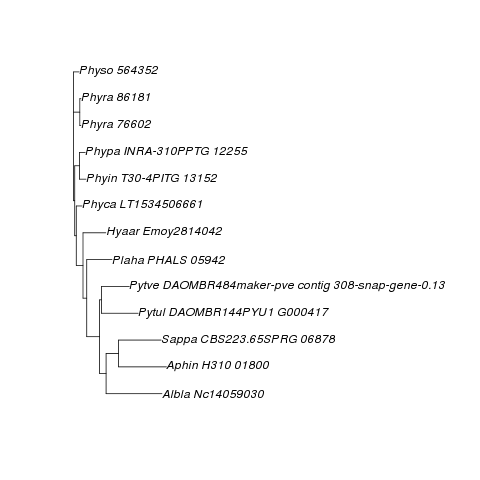 Physo 564352
Phyra 86181
Phyra 76602
Phypa INRA-310PPTG 12255
Phyin T30-4PITG 13152
Phyca LT1534506661
Hyaar Emoy2814042
Plaha PHALS 05942
Pytve DAOMBR484maker-pve contig 308-snap-gene-0.13
Pytul DAOMBR144PYU1 G000417
Sappa CBS223.65SPRG 06878
Aphin H310 01800
Albla Nc14059030